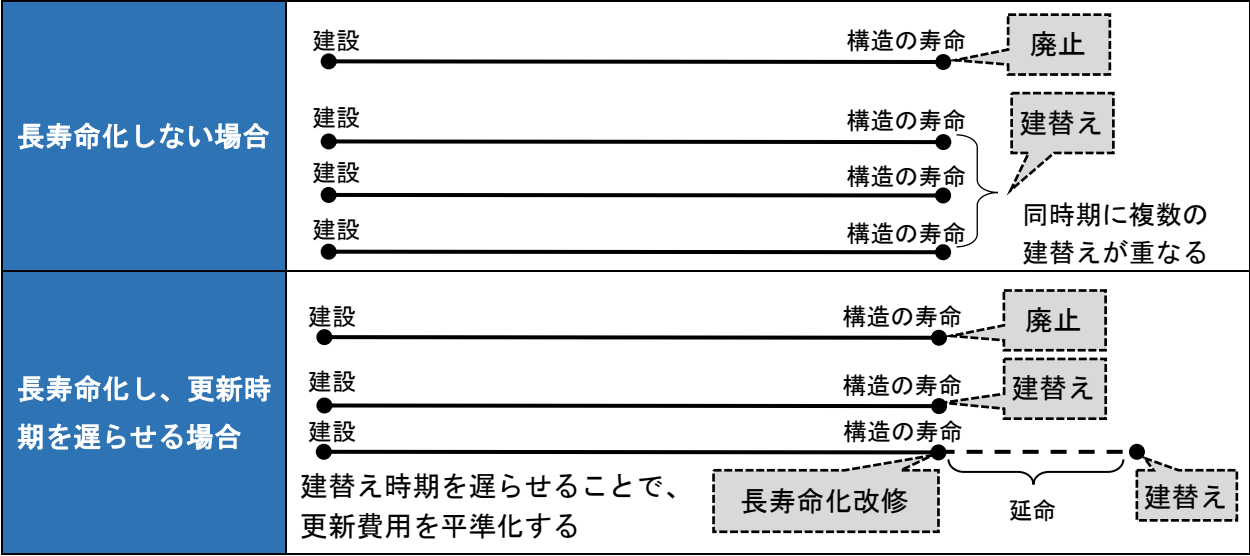 長寿命化しない場合
建設
構造の寿命
廃止
建設
構造の寿命
建替え
建設
構造の寿命
建設
構造の寿命
同時期に複数の
建替えが重なる
長寿命化し、更新時
期を遅らせる場合
建設
構造の寿命
廃止
建設
構造の寿命
建替え
建設
構造の寿命
建替え時期を遅らせることで、
更新費用を平準化する
長寿命化改修
延命
建替え